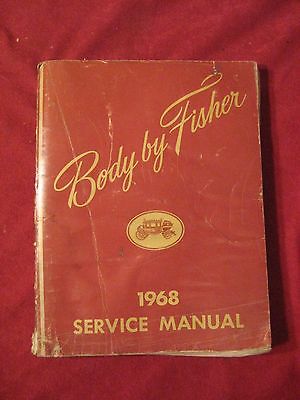 Body by Fisher
1968
SERVICE MANUAL